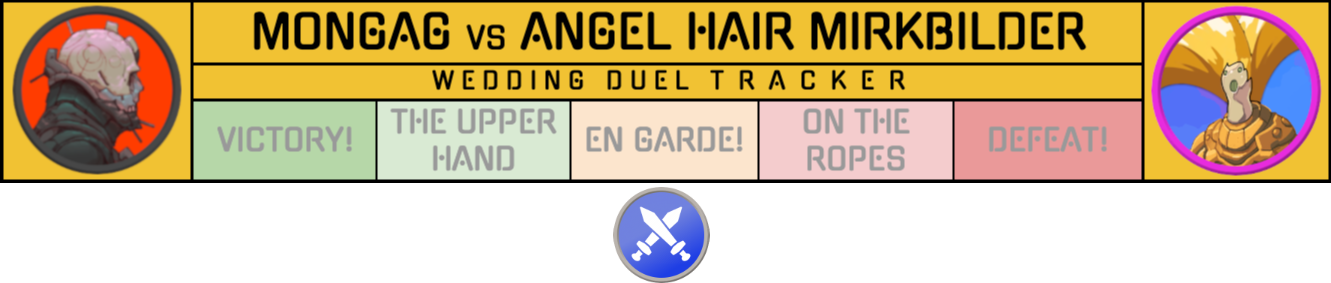 MONGAG VS ANGEL HAIR MIRKBILDER
WEDDING DUEL TRACKER
VICTORY!
THE UPPER
HAND
EN GARDE!
ON THE
ROPES
DEFEAT!